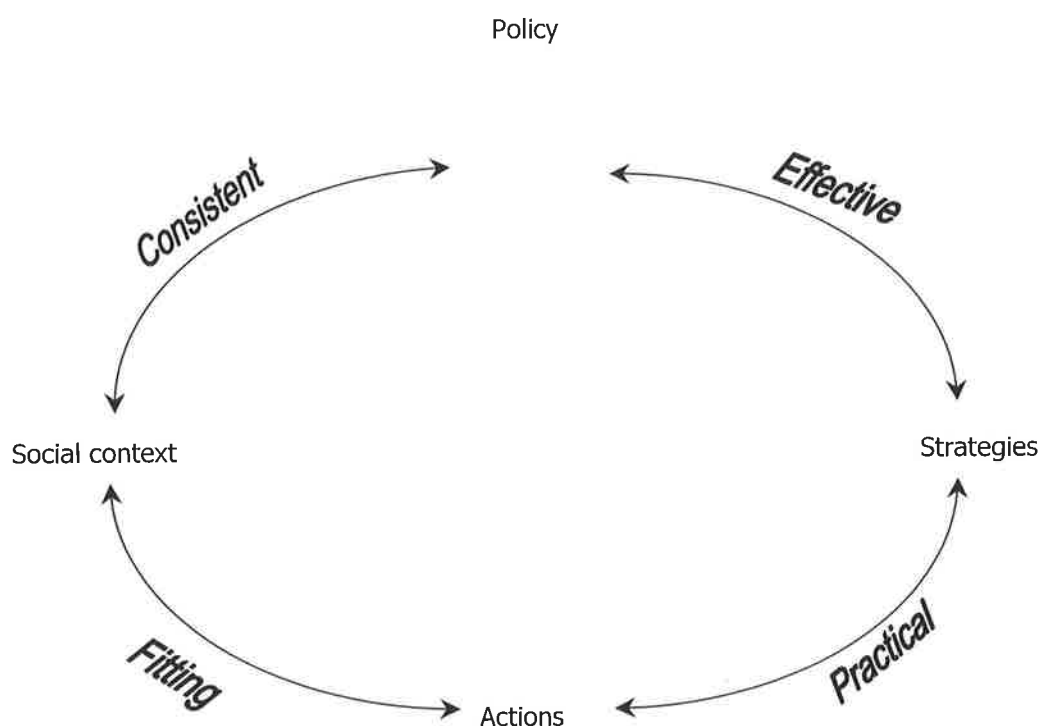 Policy
Consistent
Effective
Social context
Strategies
Fitting
Practical
Actions